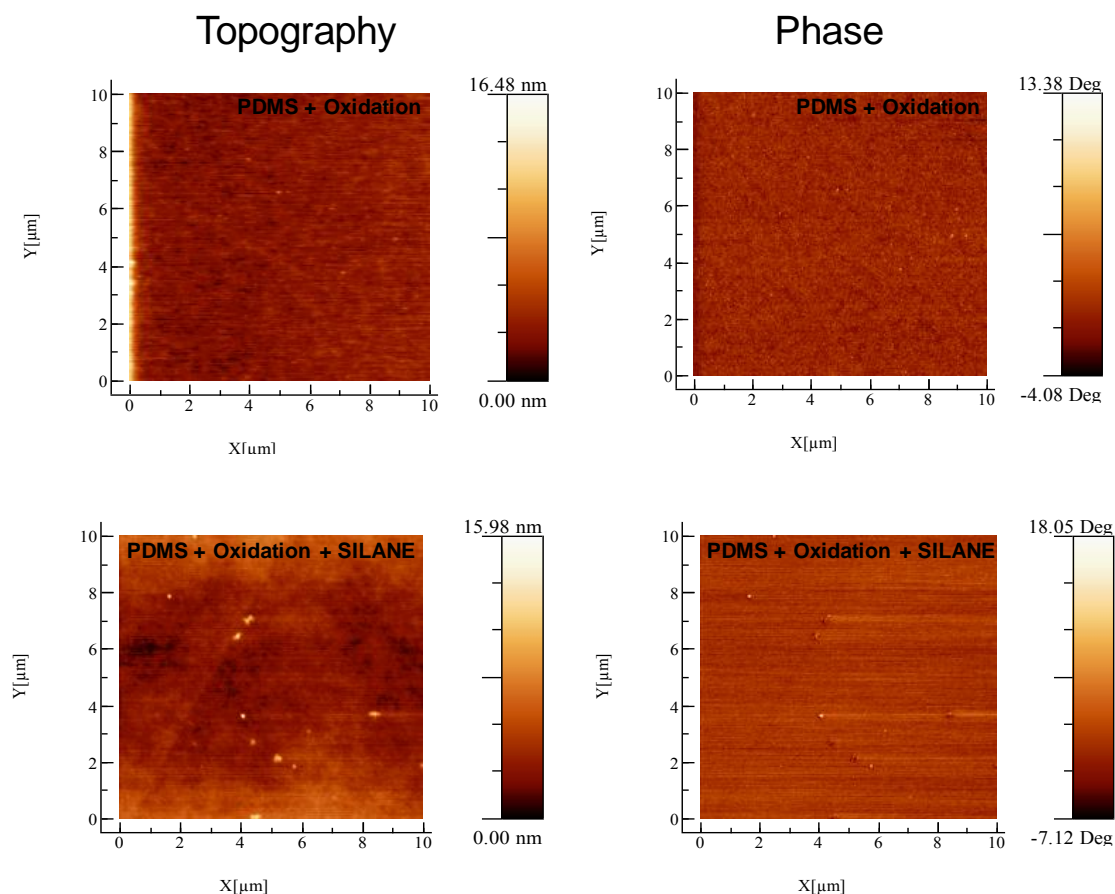 Topography
Phase
16.48 nm
PDMS + Oxidation
10
8
6
4
2
0
Y[µm]
0 2 4 6 8 10
X[µm]
0.00 nm
13.38 Deg
PDMS + Oxidation
10
8
6
4
2
0
Y[µm]
0 2 4 6 8 10
X[µm]
-4.08 Deg
15.98 nm
PDMS + Oxidation + SILANE
10
8
6
4
2
0
Y[µm]
0 2 4 6 8 10
X[µm]
0.00 nm
18.05 Deg
PDMS + Oxidation + SILANE
10
8
6
4
2
0
Y[µm]
0 2 4 6 8 10
X[µm]
-7.12 Deg